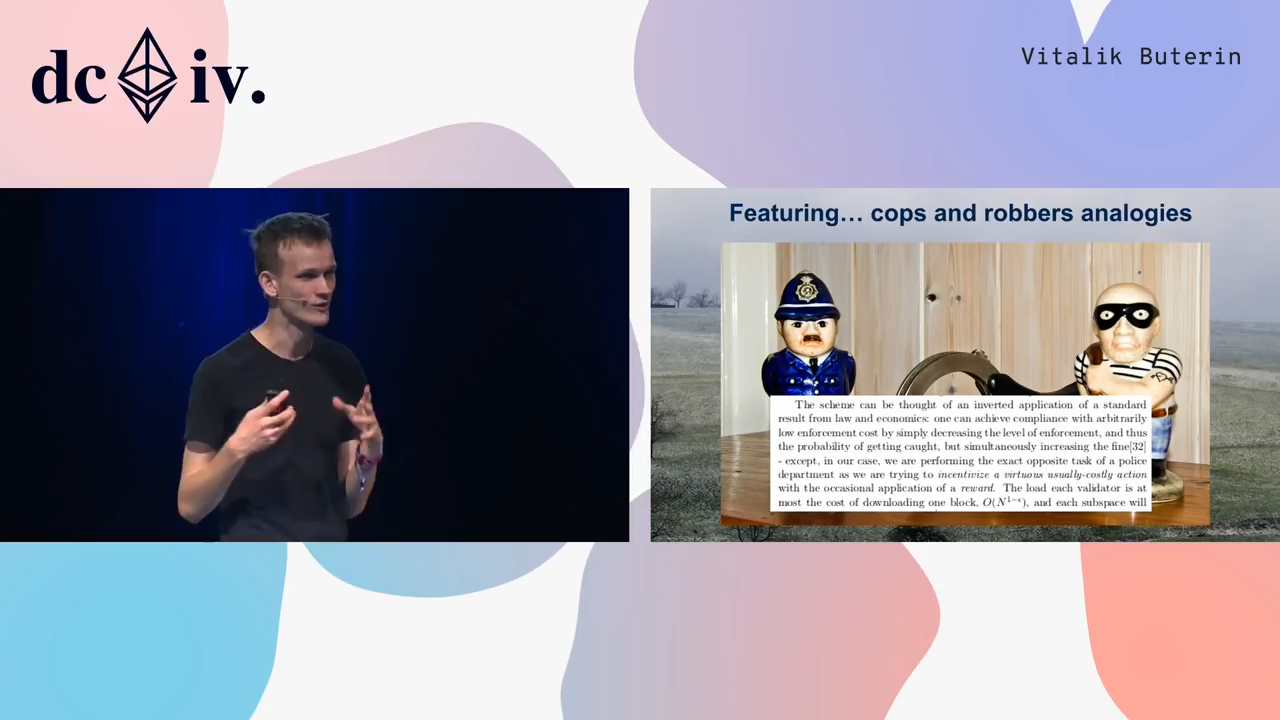 dc iv.
Vitalik Buterin
Featuring… cops and robbers analogies
The scheme can be thought of an inverted application of a standard
result from law and economics: one can achieve compliance with arbitrarily
low enforcement cost by simply decreasing the level of enforcement, and thus
the probability of getting caught, but simultaneously increasing the fine[32]
- except, in our case, we are performing the exact opposite task of a police
department as we are trying to incentivize a virtuous usually-costly action
with the occasional application of a reward. The load each validator is at
most the cost of downloading one block, O(N^{1−ϵ}), and each subspace will